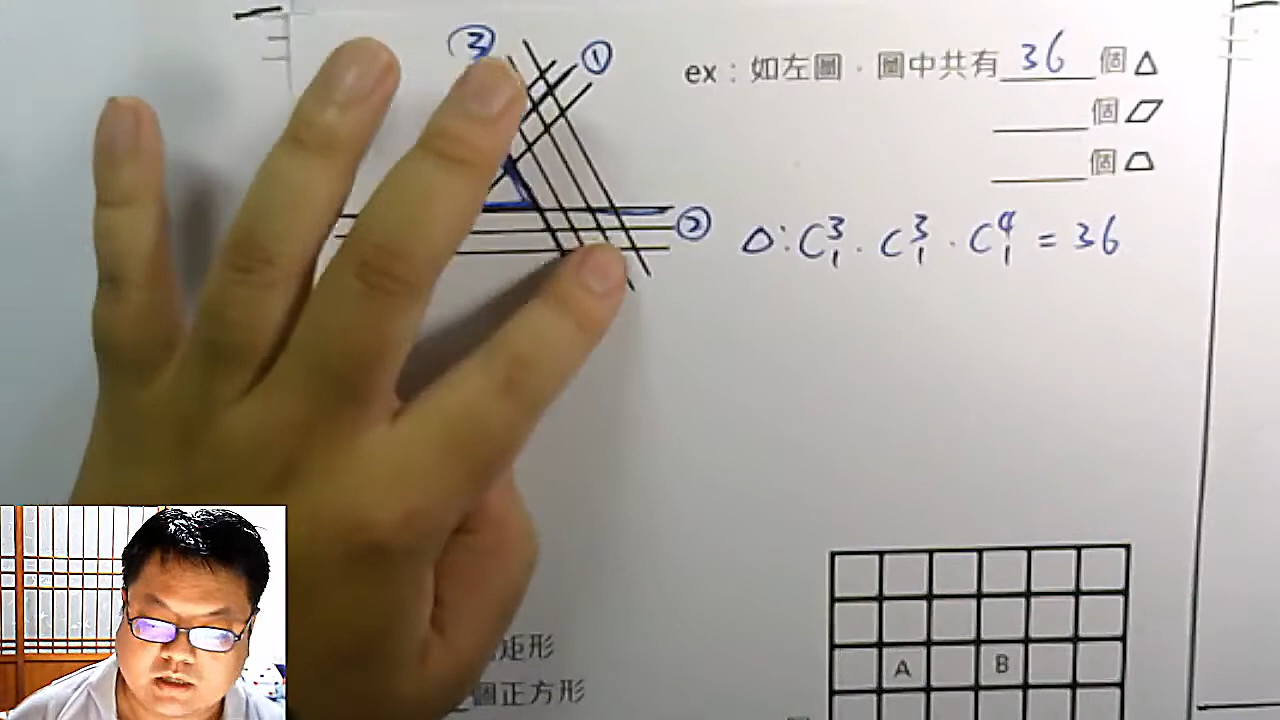 ③
①
ex：如左圖，圖中共有 36 個△
個▱
個⏢
②
△: C³₁ · C³₁ · C⁴₁ = 36
A B
矩形
個正方形